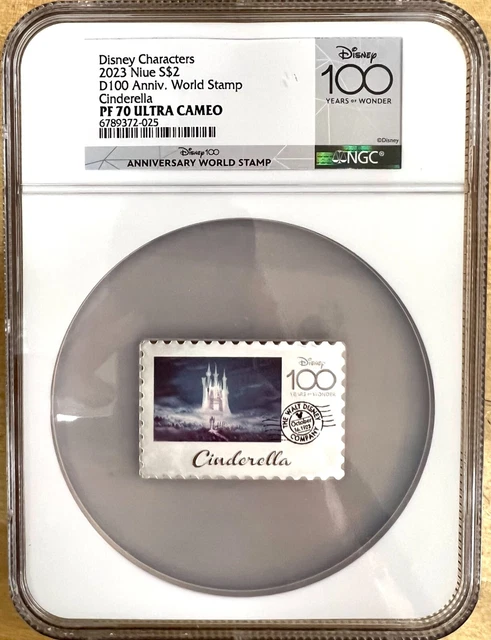 Disney Characters
2023 Niue S$2
D100 Anniv. World Stamp
Cinderella
PF 70 ULTRA CAMEO
6789372-025
Disney
100
YEARS OF WONDER
©Disney
Disney100
ANNIVERSARY WORLD STAMP
NGC®
Disney
100
YEARS OF WONDER
THE WALT DISNEY
October
16, 1923
COMPANY
Cinderella